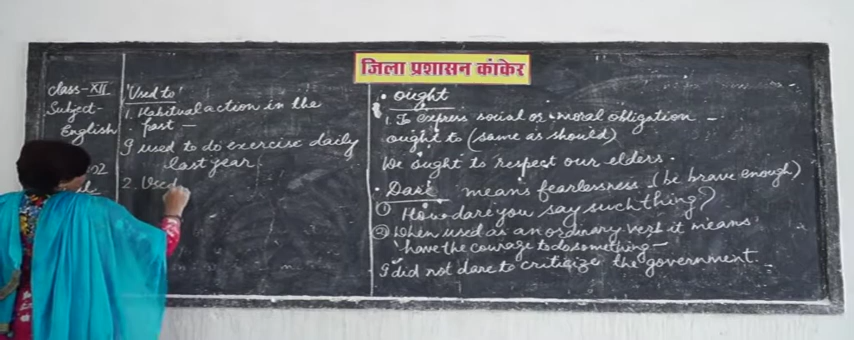 जिला प्रशासन कांकेर
Class-XII
Subject-
English
'Used to'
1. Habitual action in the
past —
I used to do exercise daily
last year
2. Used
• Ought
1. To express social or moral obligation –
ought to (same as should)
We ought to respect our elders.
• Dare means fearlessness (be brave enough)
① How dare you say such thing?
② When used as an ordinary verb it means
have the courage to do something –
I did not dare to criticize the government.